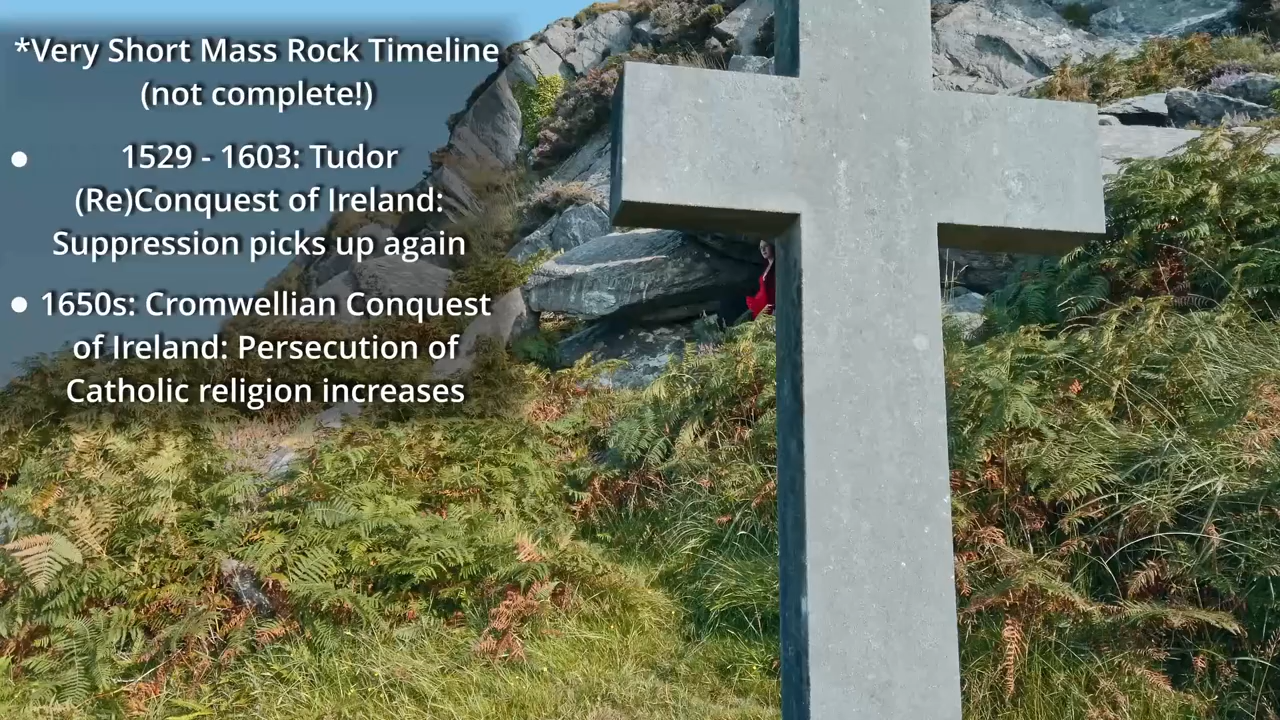 *Very Short Mass Rock Timeline
(not complete!)
• 1529 - 1603: Tudor
(Re)Conquest of Ireland:
Suppression picks up again
• 1650s: Cromwellian Conquest
of Ireland: Persecution of
Catholic religion increases